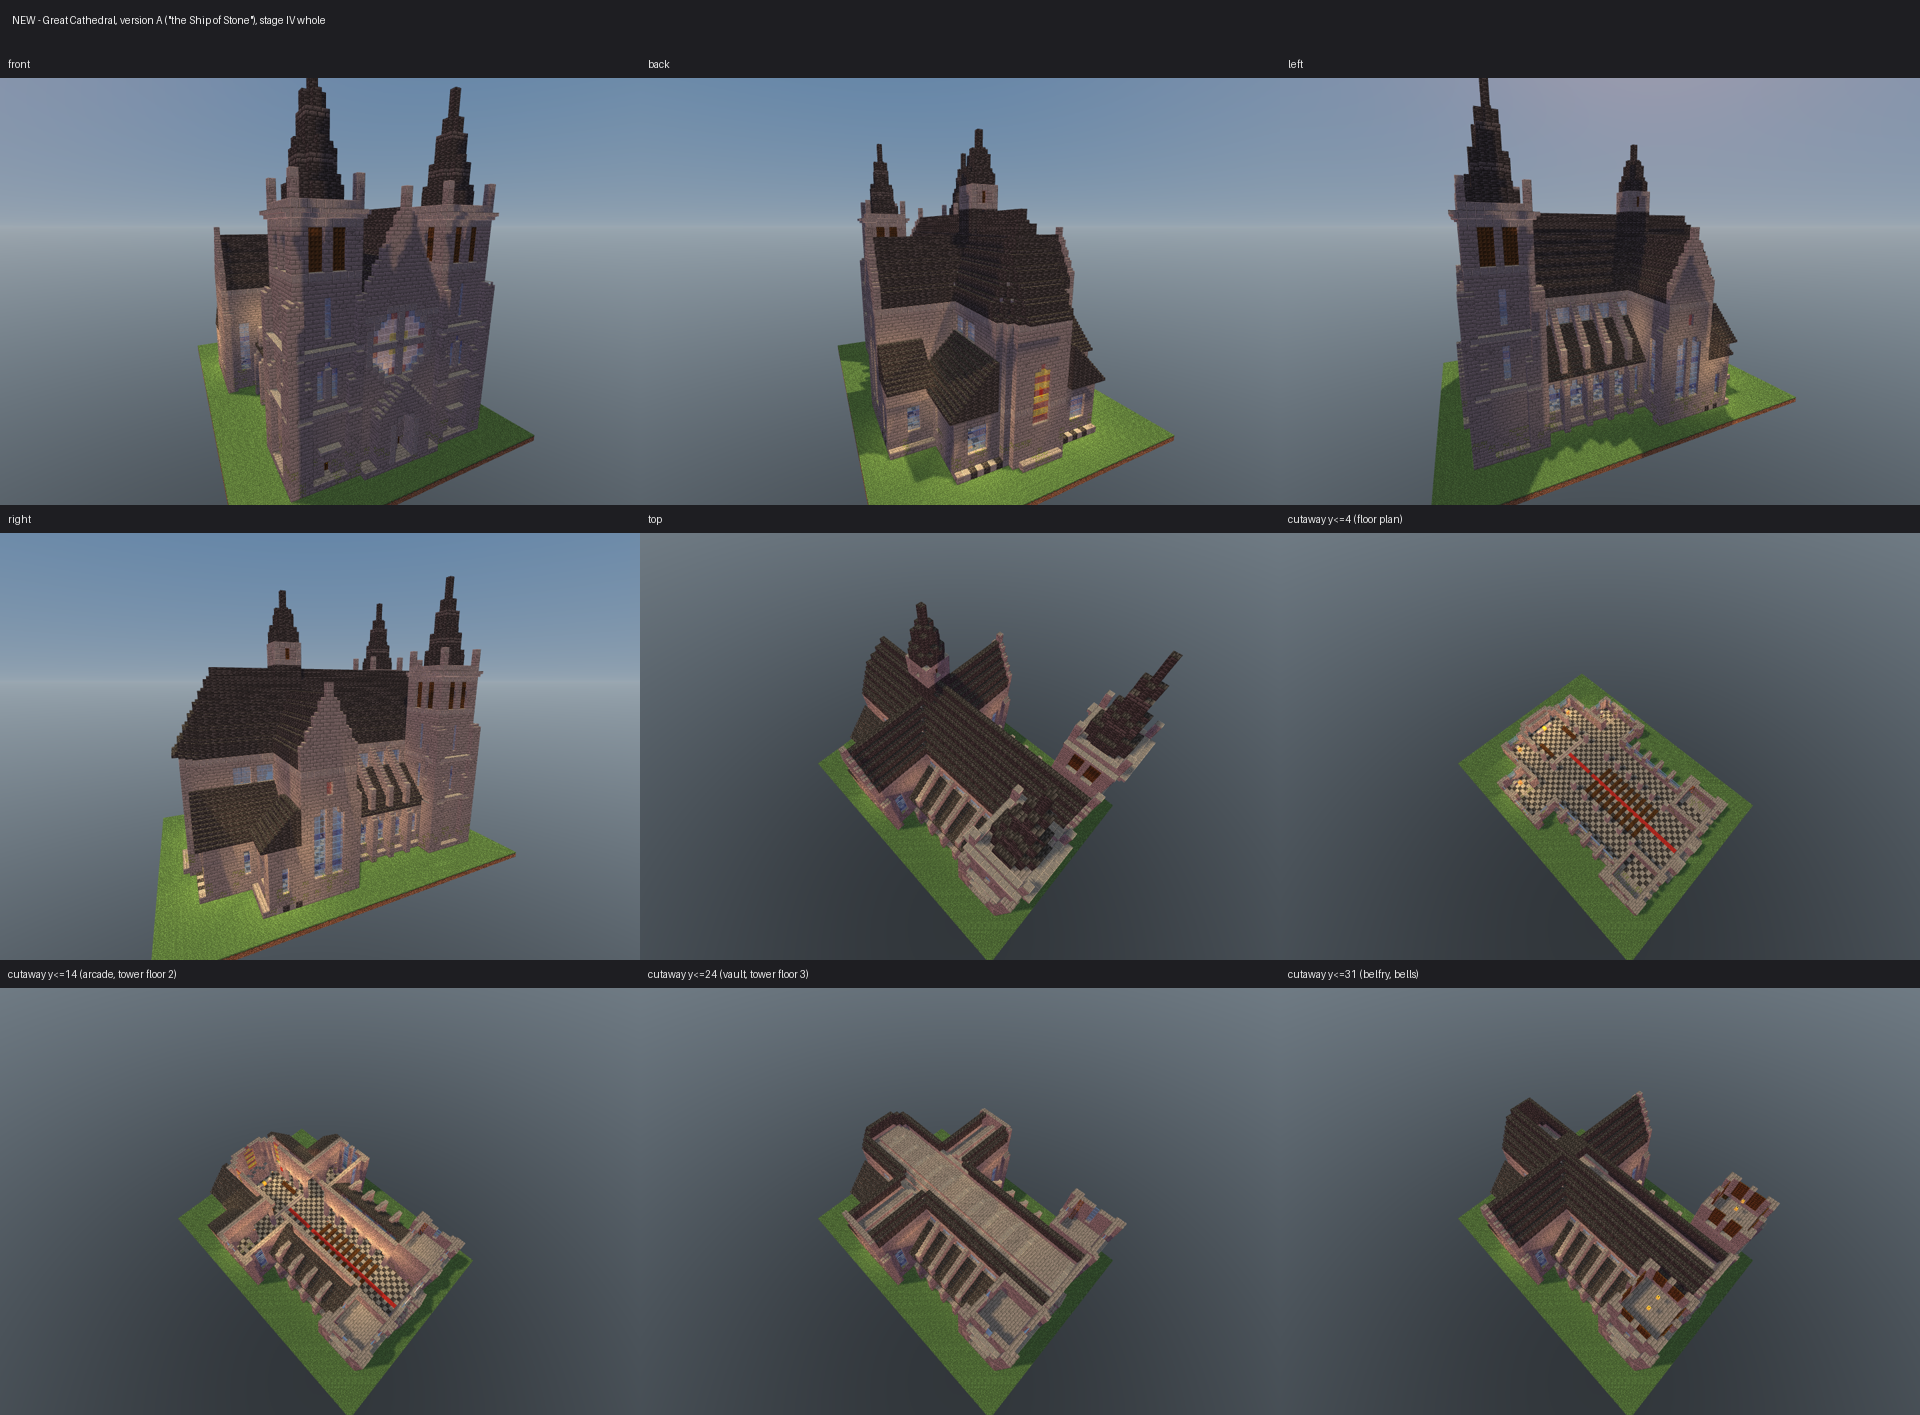 NEW - Great Cathedral, version A ("the Ship of Stone"), stage IV whole
front
back
left
right
top
cutaway y<=4 (floor plan)
cutaway y<=14 (arcade, tower floor 2)
cutaway y<=24 (vault, tower floor 3)
cutaway y<=31 (belfry, bells)